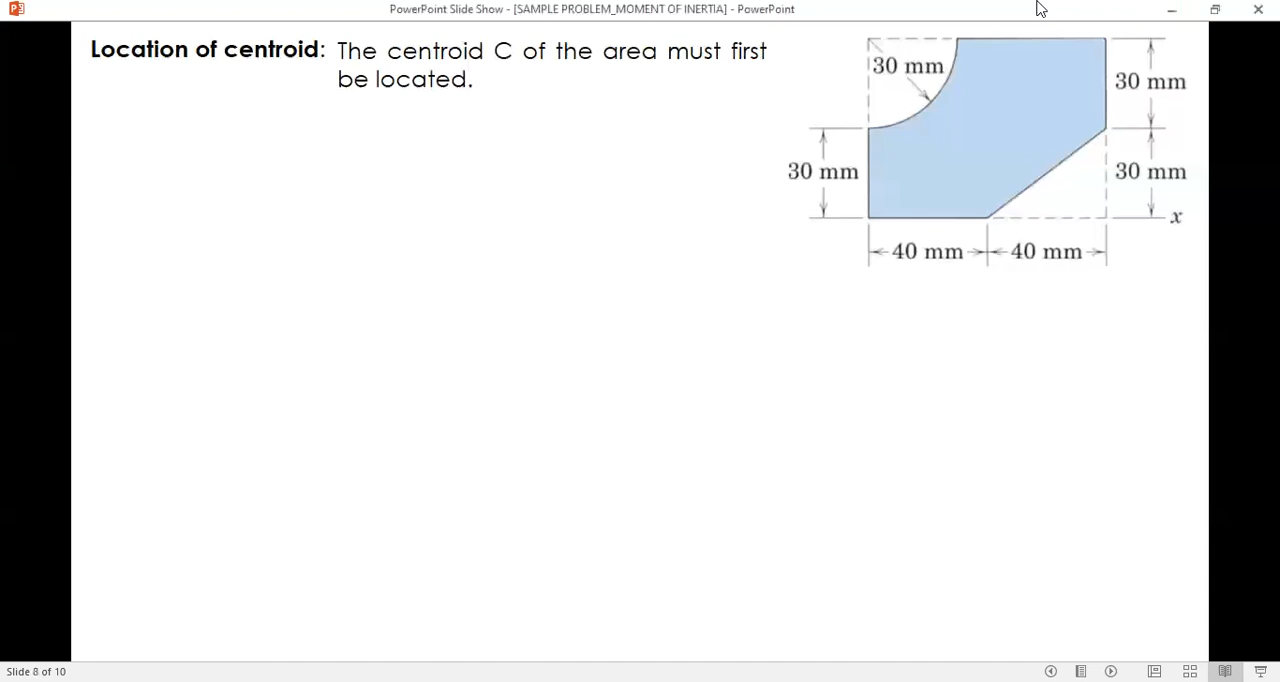 PowerPoint Slide Show - [SAMPLE PROBLEM_MOMENT OF INERTIA] - PowerPoint
Location of centroid: The centroid C of the area must first
be located.
30 mm
30 mm
30 mm
30 mm
x
40 mm
40 mm
Slide 8 of 10